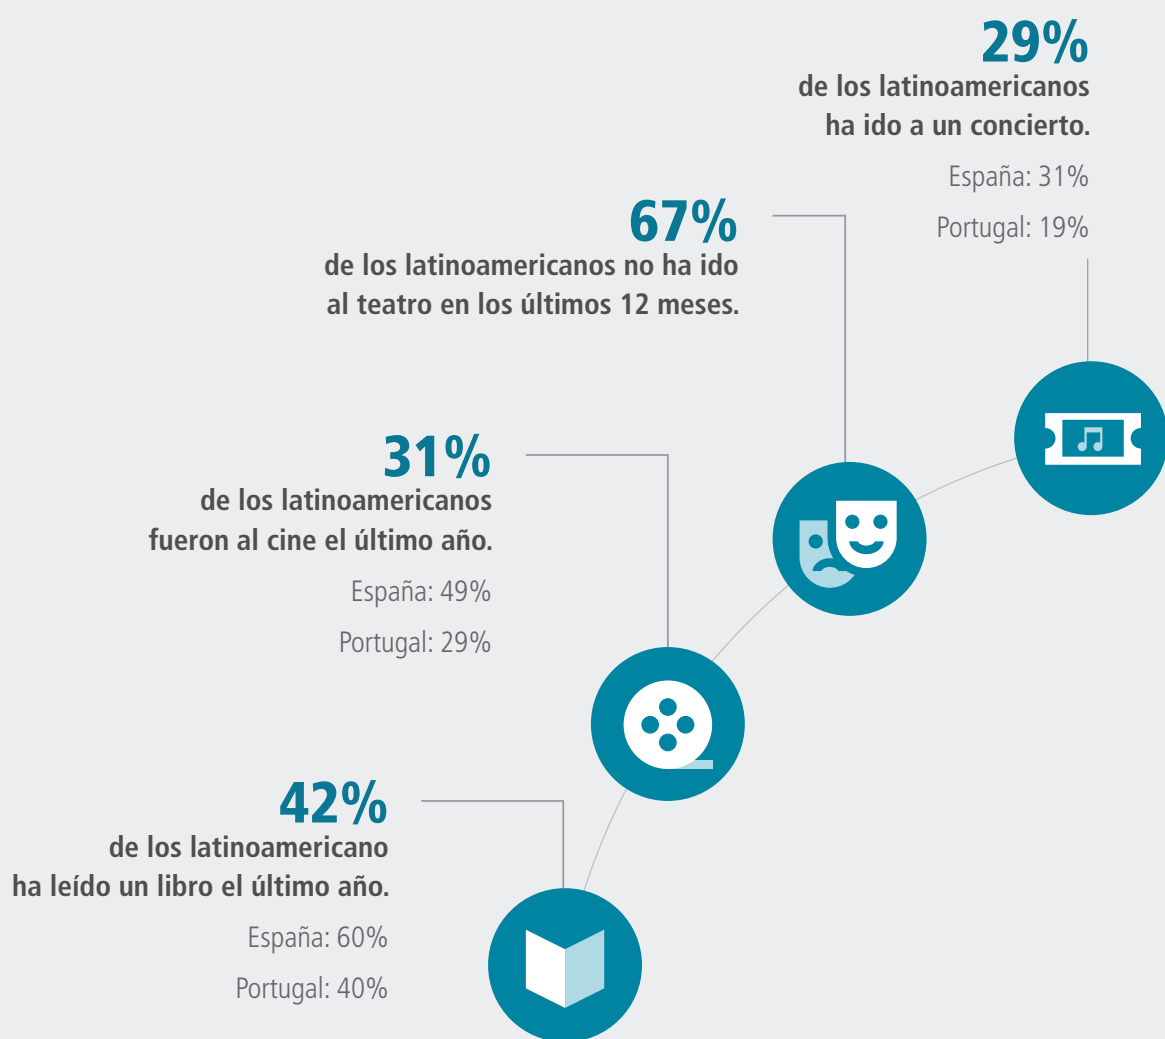 29%
de los latinoamericanos
ha ido a un concierto.
España: 31%
Portugal: 19%
67%
de los latinoamericanos no ha ido
al teatro en los últimos 12 meses.
31%
de los latinoamericanos
fueron al cine el último año.
España: 49%
Portugal: 29%
42%
de los latinoamericano
ha leído un libro el último año.
España: 60%
Portugal: 40%